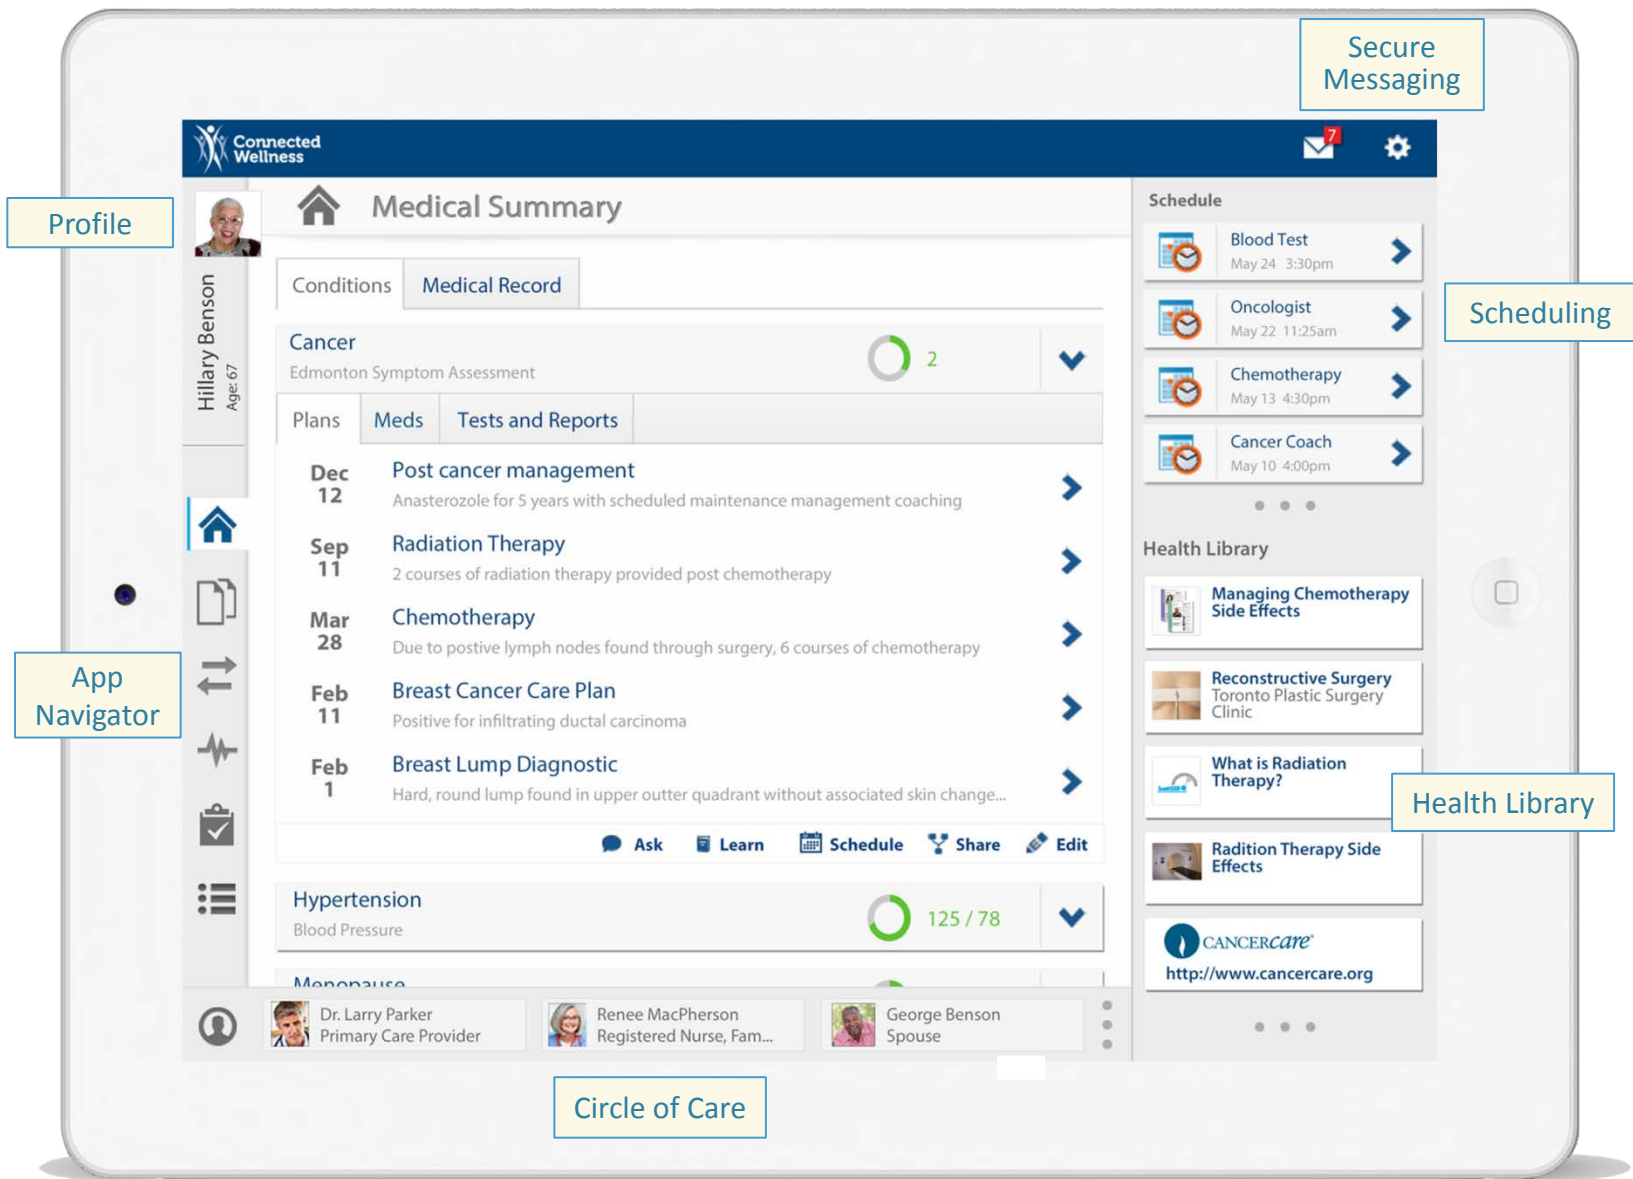 Secure
Messaging
Connected
Wellness
7
Profile
Hillary Benson
Age: 67
App
Navigator
Medical Summary
Conditions
Medical Record
Cancer
Edmonton Symptom Assessment
2
Plans
Meds
Tests and Reports
Dec
12
Post cancer management
Anasterozole for 5 years with scheduled maintenance management coaching
Sep
11
Radiation Therapy
2 courses of radiation therapy provided post chemotherapy
Mar
28
Chemotherapy
Due to postive lymph nodes found through surgery, 6 courses of chemotherapy
Feb
11
Breast Cancer Care Plan
Positive for infiltrating ductal carcinoma
Feb
1
Breast Lump Diagnostic
Hard, round lump found in upper outter quadrant without associated skin change...
Ask
Learn
Schedule
Share
Edit
Hypertension
Blood Pressure
125 / 78
Menopause
Dr. Larry Parker
Primary Care Provider
Renee MacPherson
Registered Nurse, Fam...
George Benson
Spouse
Circle of Care
Schedule
Blood Test
May 24 3:30pm
Oncologist
May 22 11:25am
Chemotherapy
May 13 4:30pm
Cancer Coach
May 10 4:00pm
Scheduling
Health Library
Managing Chemotherapy
Side Effects
Reconstructive Surgery
Toronto Plastic Surgery
Clinic
What is Radiation
Therapy?
Health Library
Radition Therapy Side
Effects
CANCERcare®
http://www.cancercare.org